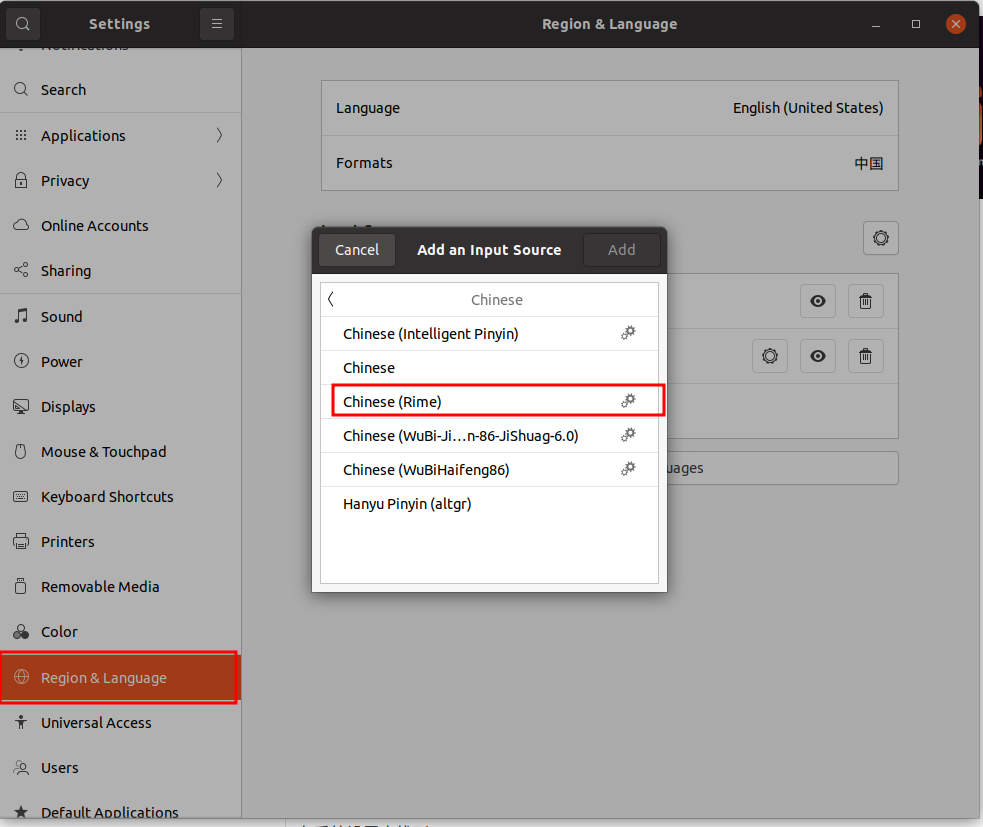 Settings
Region & Language
Notifications
Search
Applications
Privacy
Online Accounts
Sharing
Sound
Power
Displays
Mouse & Touchpad
Keyboard Shortcuts
Printers
Removable Media
Color
Region & Language
Universal Access
Users
Default Applications
Language English (United States)
Formats 中国
Cancel Add an Input Source Add
Chinese
Chinese (Intelligent Pinyin)
Chinese
Chinese (Rime)
Chinese (WuBi-Ji…n-86-JiShuag-6.0)
Chinese (WuBiHaifeng86)
Hanyu Pinyin (altgr)
uages